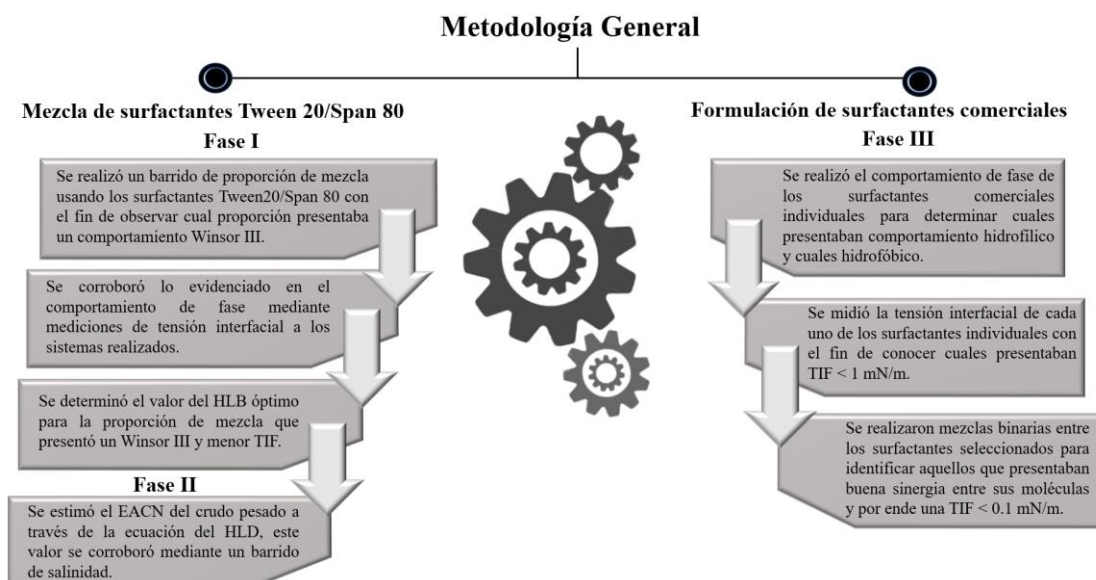 Metodología General
Mezcla de surfactantes Tween 20/Span 80
Fase I
Se realizó un barrido de proporción de mezcla
usando los surfactantes Tween20/Span 80 con
el fin de observar cual proporción presentaba
un comportamiento Winsor III.
Se corroboró lo evidenciado en el
comportamiento de fase mediante
mediciones de tensión interfacial a los
sistemas realizados.
Se determinó el valor del HLB óptimo
para la proporción de mezcla que
presentó un Winsor III y menor TIF.
Fase II
Se estimó el EACN del crudo pesado a
través de la ecuación del HLD, este
valor se corroboró mediante un barrido
de salinidad.
Formulación de surfactantes comerciales
Fase III
Se realizó el comportamiento de fase de
los surfactantes comerciales
individuales para determinar cuales
presentaban comportamiento hidrofílico
y cuales hidrofóbico.
Se midió la tensión interfacial de cada
uno de los surfactantes individuales con
el fin de conocer cuales presentaban
TIF < 1 mN/m.
Se realizaron mezclas binarias entre
los surfactantes seleccionados para
identificar aquellos que presentaban
buena sinergia entre sus moléculas
y por ende una TIF < 0.1 mN/m.